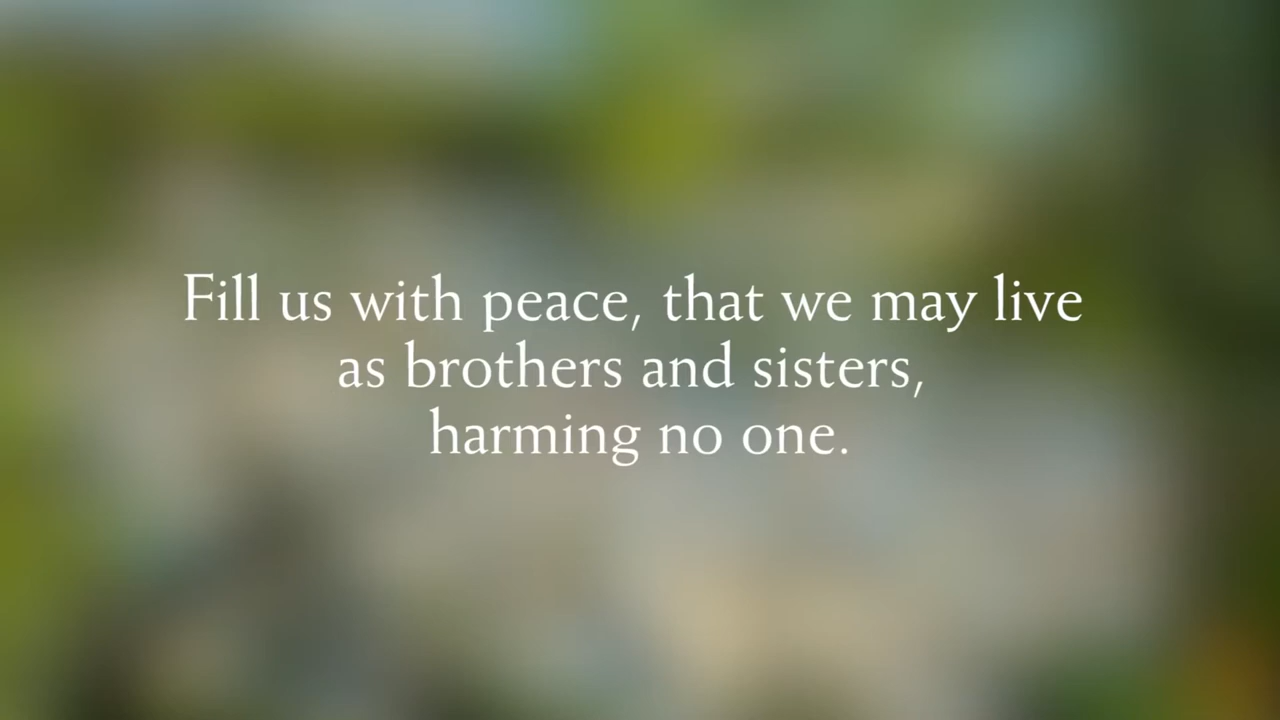 Fill us with peace, that we may live
as brothers and sisters,
harming no one.